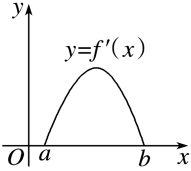 y
y=f′(x)
O a b x